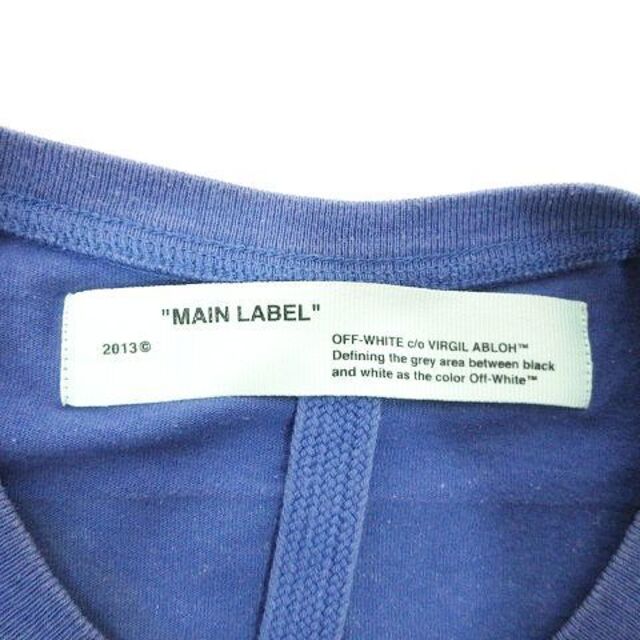 "MAIN LABEL"
2013©
OFF-WHITE c/o VIRGIL ABLOH™
Defining the grey area between black
and white as the color Off-White™